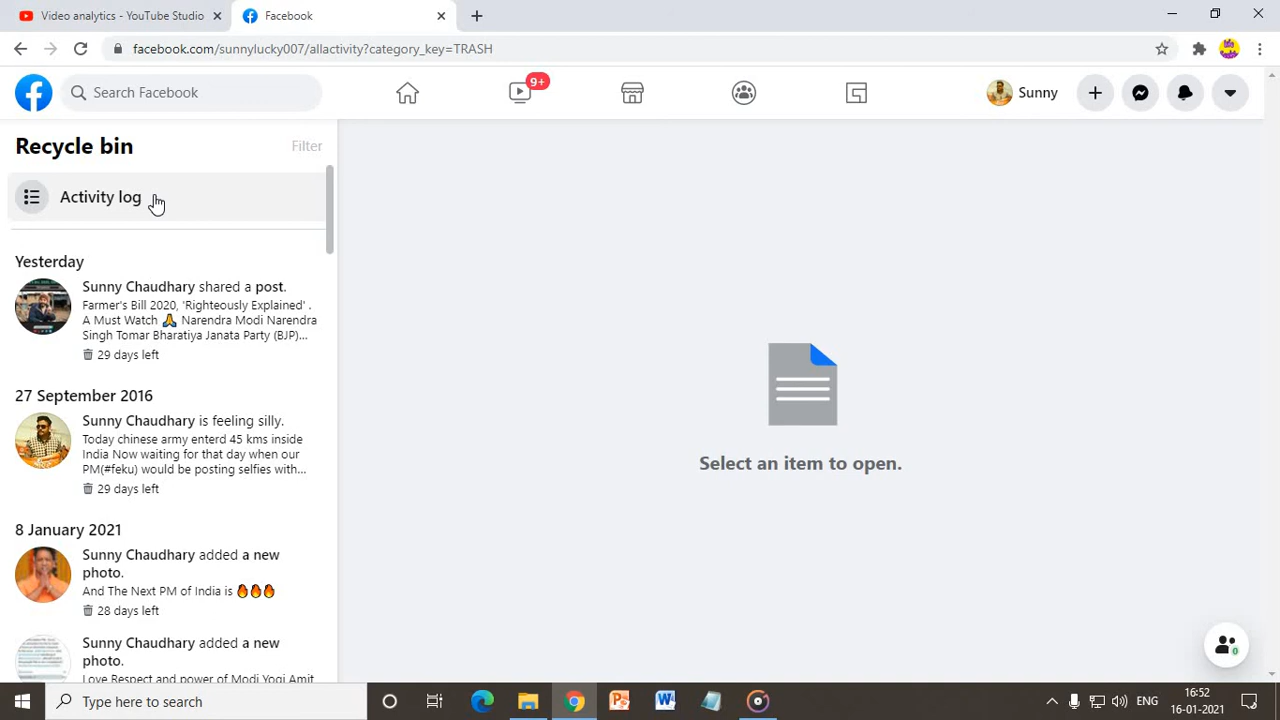 Video analytics - YouTube Studio
Facebook
facebook.com/sunnylucky007/allactivity?category_key=TRASH
Search Facebook
9+
Sunny
Recycle bin
Filter
Activity log
Yesterday
Sunny Chaudhary shared a post.
Farmer's Bill 2020, 'Righteously Explained' .
A Must Watch 🙏 Narendra Modi Narendra
Singh Tomar Bharatiya Janata Party (BJP)...
29 days left
27 September 2016
Sunny Chaudhary is feeling silly.
Today chinese army enterd 45 kms inside
India Now waiting for that day when our
PM(#feku) would be posting selfies with...
29 days left
8 January 2021
Sunny Chaudhary added a new
photo.
And The Next PM of India is 🔥🔥🔥
28 days left
Sunny Chaudhary added a new
photo.
Love Respect and power of Modi Yogi Amit
Select an item to open.
0
Type here to search
ENG
16:52
16-01-2021